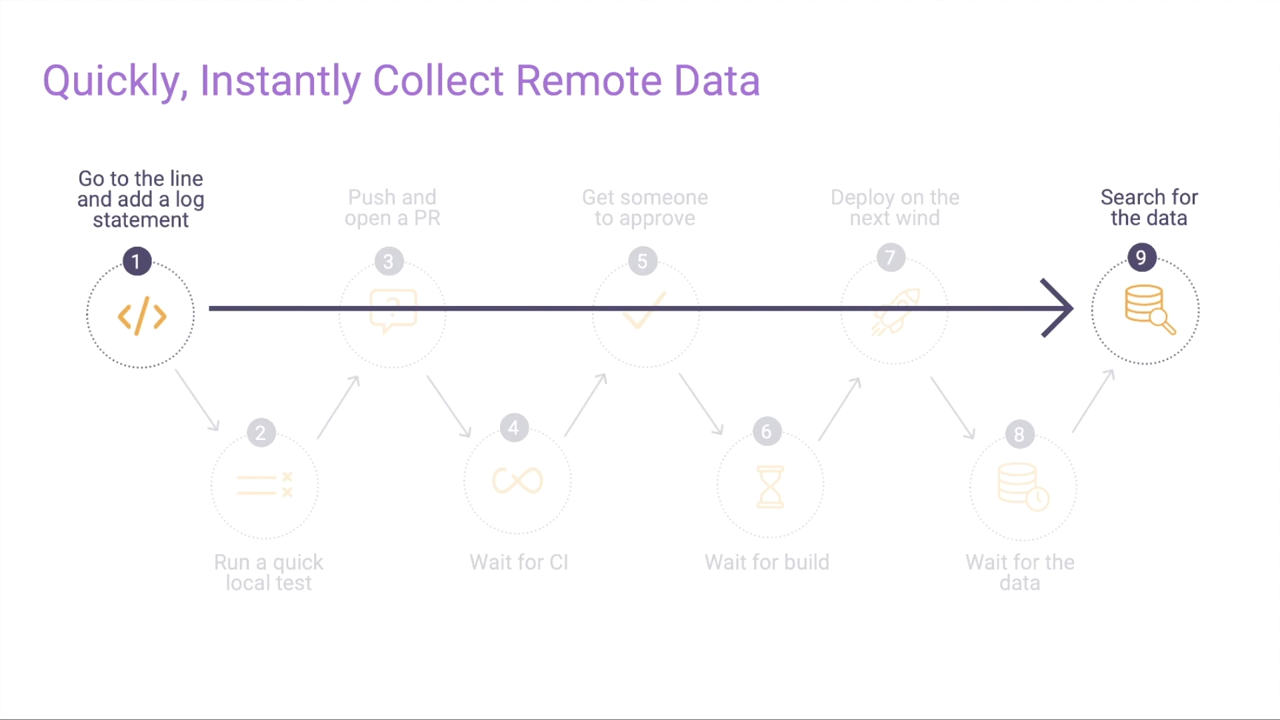 Quickly, Instantly Collect Remote Data
Go to the line
and add a log
statement
1
2
Run a quick
local test
Push and
open a PR
3
?
4
Wait for CI
Get someone
to approve
5
6
Wait for build
Deploy on the
next wind
7
8
Wait for the
data
Search for
the data
9